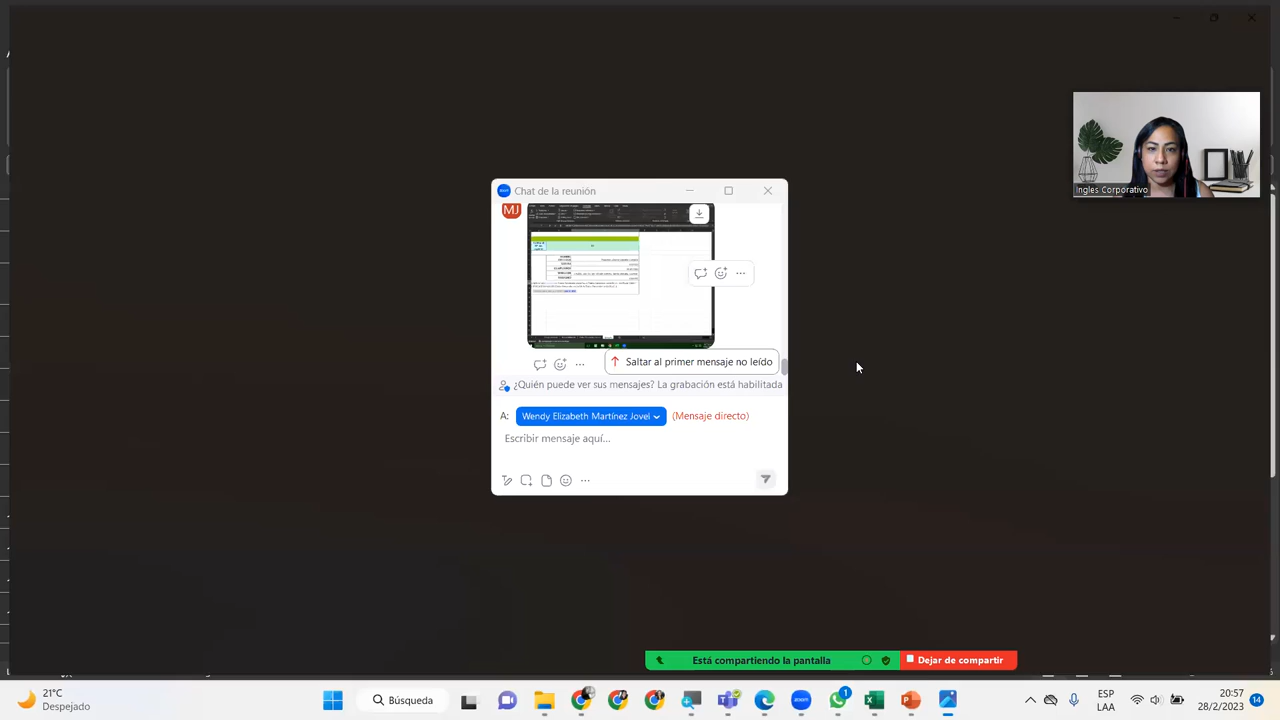 Ingles Corporativo
zoom
Chat de la reunión
MJ
Saltar al primer mensaje no leído
¿Quién puede ver sus mensajes? La grabación está habilitada
A: Wendy Elizabeth Martínez Jovel (Mensaje directo)
Escribir mensaje aquí...
Está compartiendo la pantalla
Dejar de compartir
21°C
Despejado
Búsqueda
1
ESP
LAA
20:57
28/2/2023
14